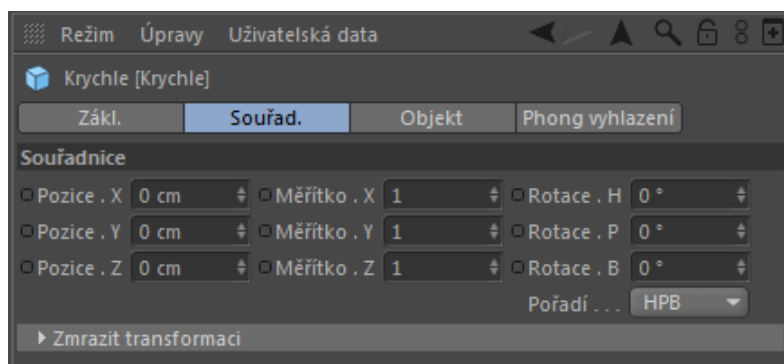 Režim Úpravy Uživatelská data
Krychle [Krychle]
Zákl. Souřad. Objekt Phong vyhlazení
Souřadnice
Pozice . X 0 cm Měřítko . X 1 Rotace . H 0 °
Pozice . Y 0 cm Měřítko . Y 1 Rotace . P 0 °
Pozice . Z 0 cm Měřítko . Z 1 Rotace . B 0 °
Pořadí . . . HPB
Zmrazit transformaci